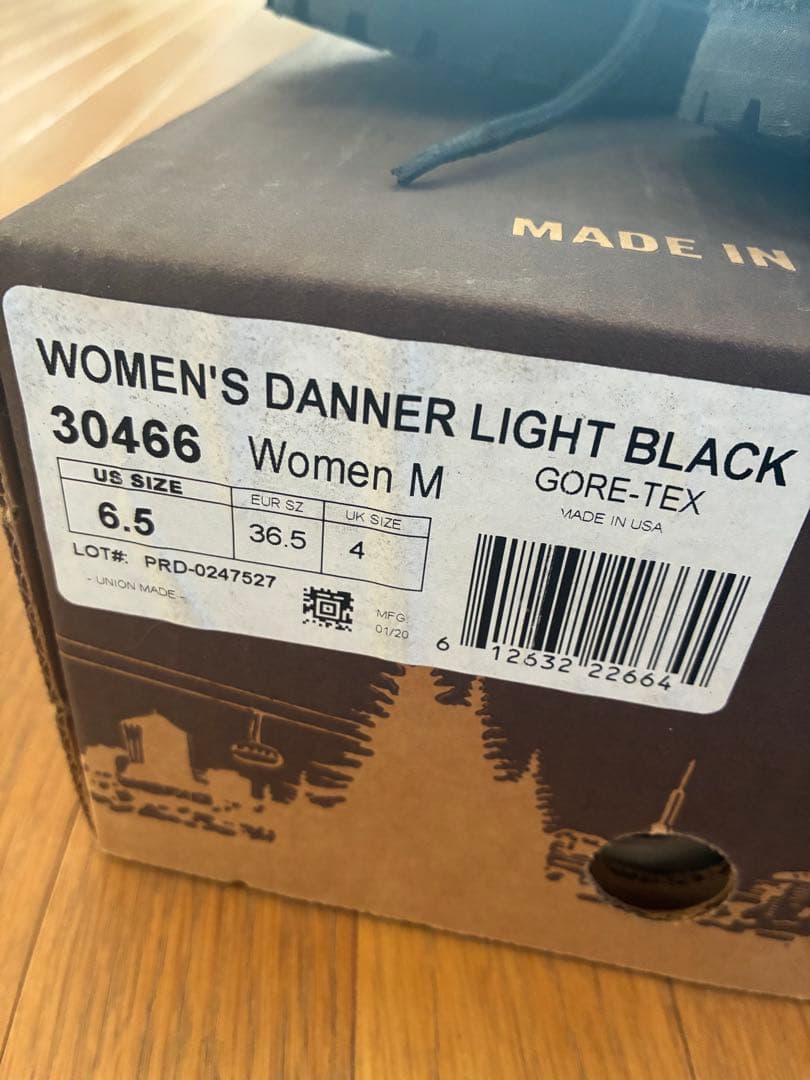 MADE IN
WOMEN'S DANNER LIGHT BLACK
30466 Women M GORE-TEX
MADE IN USA
US SIZE EUR SZ UK SIZE
6.5 36.5 4
LOT#: PRD-0247527
- UNION MADE -
MFG:
01/20
6 12632 22664